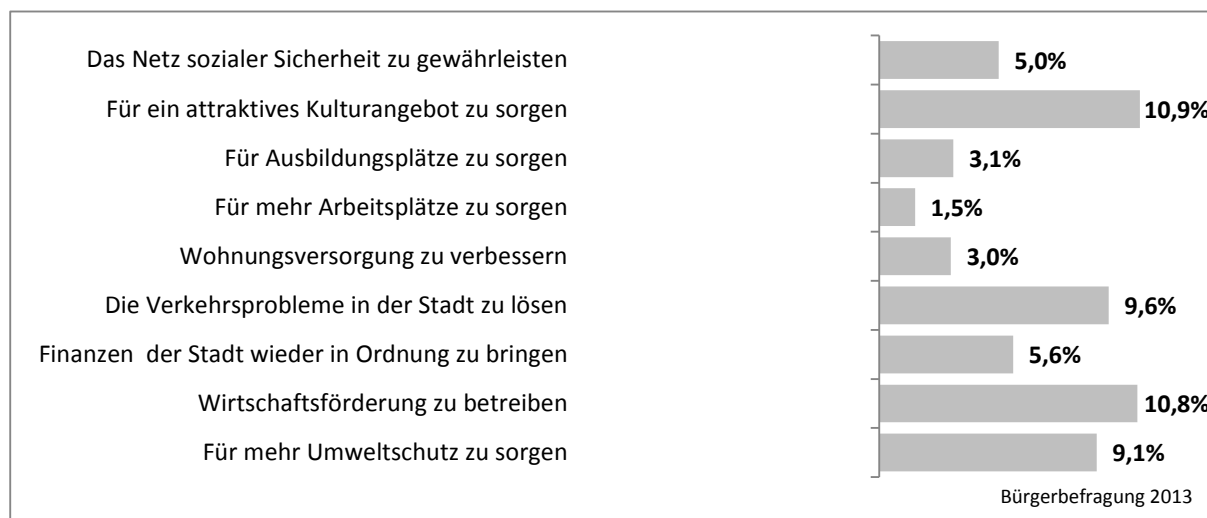 Das Netz sozialer Sicherheit zu gewährleisten 5,0%
Für ein attraktives Kulturangebot zu sorgen 10,9%
Für Ausbildungsplätze zu sorgen 3,1%
Für mehr Arbeitsplätze zu sorgen 1,5%
Wohnungsversorgung zu verbessern 3,0%
Die Verkehrsprobleme in der Stadt zu lösen 9,6%
Finanzen  der Stadt wieder in Ordnung zu bringen 5,6%
Wirtschaftsförderung zu betreiben 10,8%
Für mehr Umweltschutz zu sorgen 9,1%
Bürgerbefragung 2013